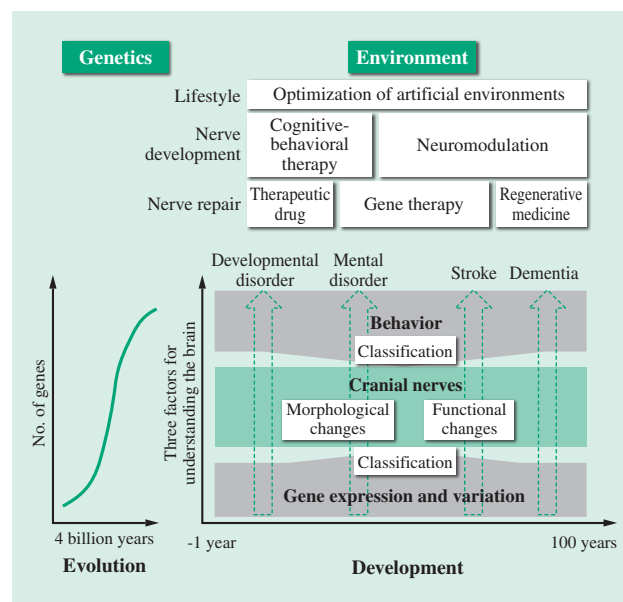 Genetics
Environment
Lifestyle
Optimization of artificial environments
Nerve
development
Cognitive-
behavioral
therapy
Neuromodulation
Nerve repair
Therapeutic
drug
Gene therapy
Regenerative
medicine
Developmental
disorder
Mental
disorder
Stroke
Dementia
No. of genes
Three factors for
understanding the brain
Behavior
Classification
Cranial nerves
Morphological
changes
Functional
changes
Classification
Gene expression and variation
4 billion years
Evolution
-1 year
100 years
Development